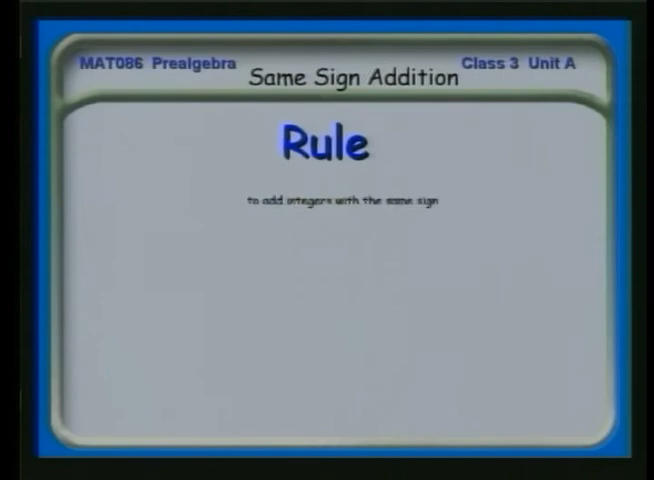 MAT086 Prealgebra
Same Sign Addition
Class 3 Unit A
Rule
to add integers with the same sign